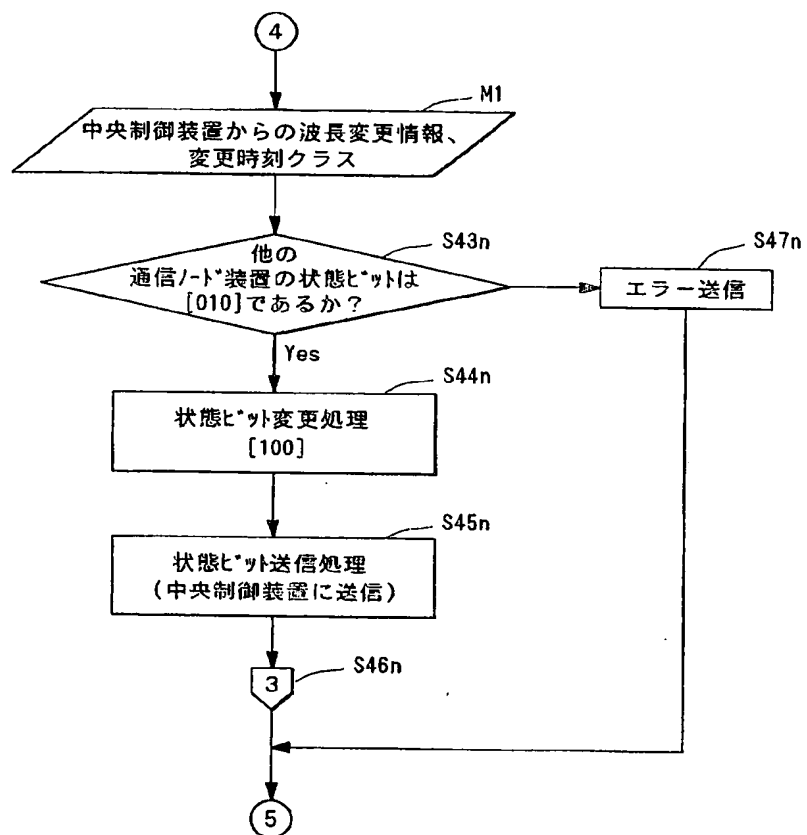 4
M1
中央制御装置からの波長変更情報、
変更時刻クラス
S43n
他の
通信ノード装置の状態ビットは
[010]であるか？
S47n
エラー送信
Yes
S44n
状態ビット変更処理
[100]
S45n
状態ビット送信処理
(中央制御装置に送信)
3
S46n
5